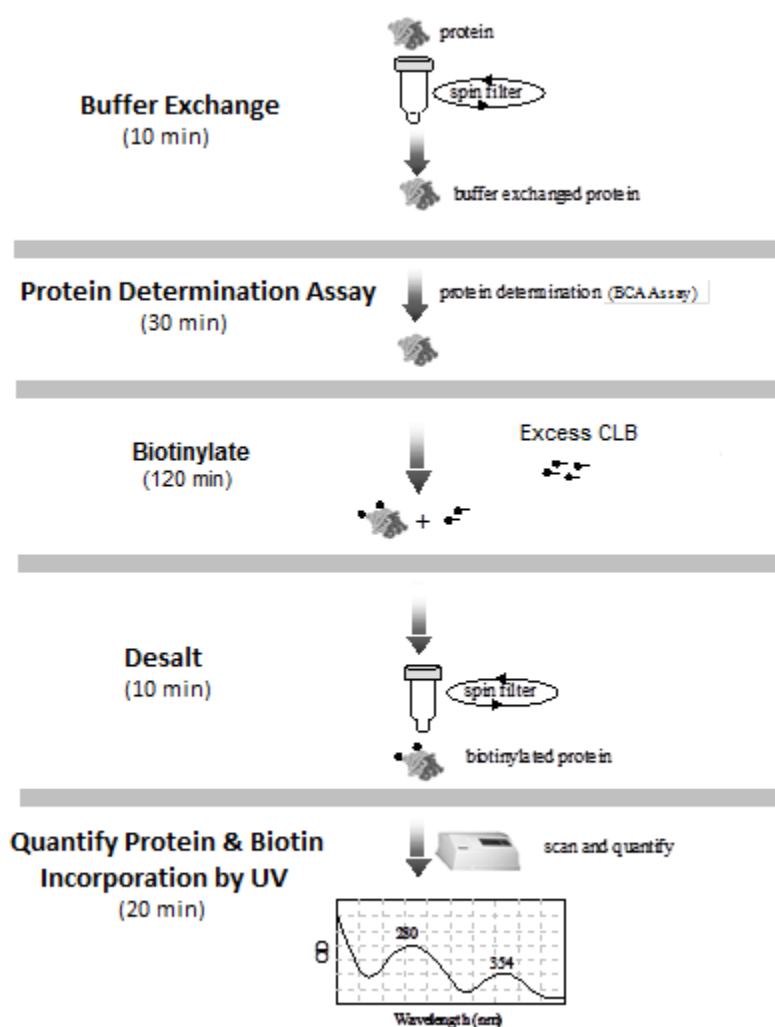 protein
spin filter
Buffer Exchange
(10 min)
buffer exchanged protein
Protein Determination Assay
(30 min)
protein determination (BCA Assay)
Biotinylate
(120 min)
Excess CLB
+
Desalt
(10 min)
spin filter
biotinylated protein
Quantify Protein & Biotin
Incorporation by UV
(20 min)
scan and quantify
280
354
OD
Wavelength (nm)